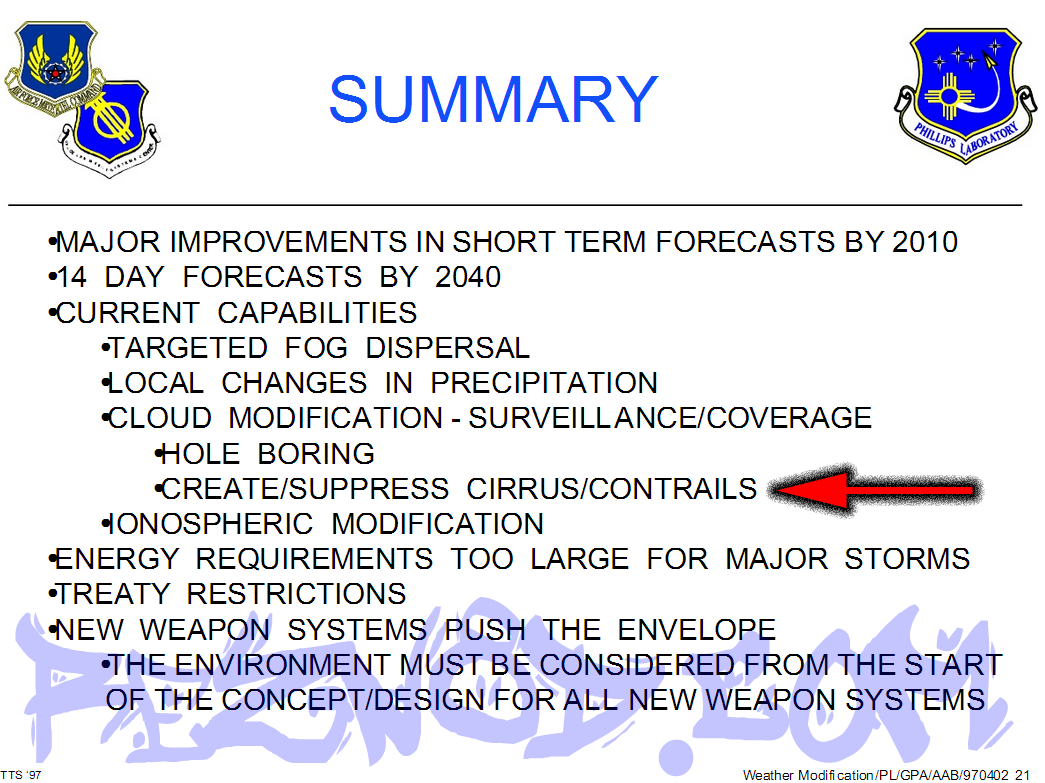 SUMMARY
AIR FORCE MATERIEL COMMAND
PHILLIPS LABORATORY
•MAJOR IMPROVEMENTS IN SHORT TERM FORECASTS BY 2010
•14 DAY FORECASTS BY 2040
•CURRENT CAPABILITIES
•TARGETED FOG DISPERSAL
•LOCAL CHANGES IN PRECIPITATION
•CLOUD MODIFICATION - SURVEILLANCE/COVERAGE
•HOLE BORING
•CREATE/SUPPRESS CIRRUS/CONTRAILS
•IONOSPHERIC MODIFICATION
•ENERGY REQUIREMENTS TOO LARGE FOR MAJOR STORMS
•TREATY RESTRICTIONS
•NEW WEAPON SYSTEMS PUSH THE ENVELOPE
•THE ENVIRONMENT MUST BE CONSIDERED FROM THE START
OF THE CONCEPT/DESIGN FOR ALL NEW WEAPON SYSTEMS
TTS '97
Weather Modification/PL/GPA/AAB/970402 21